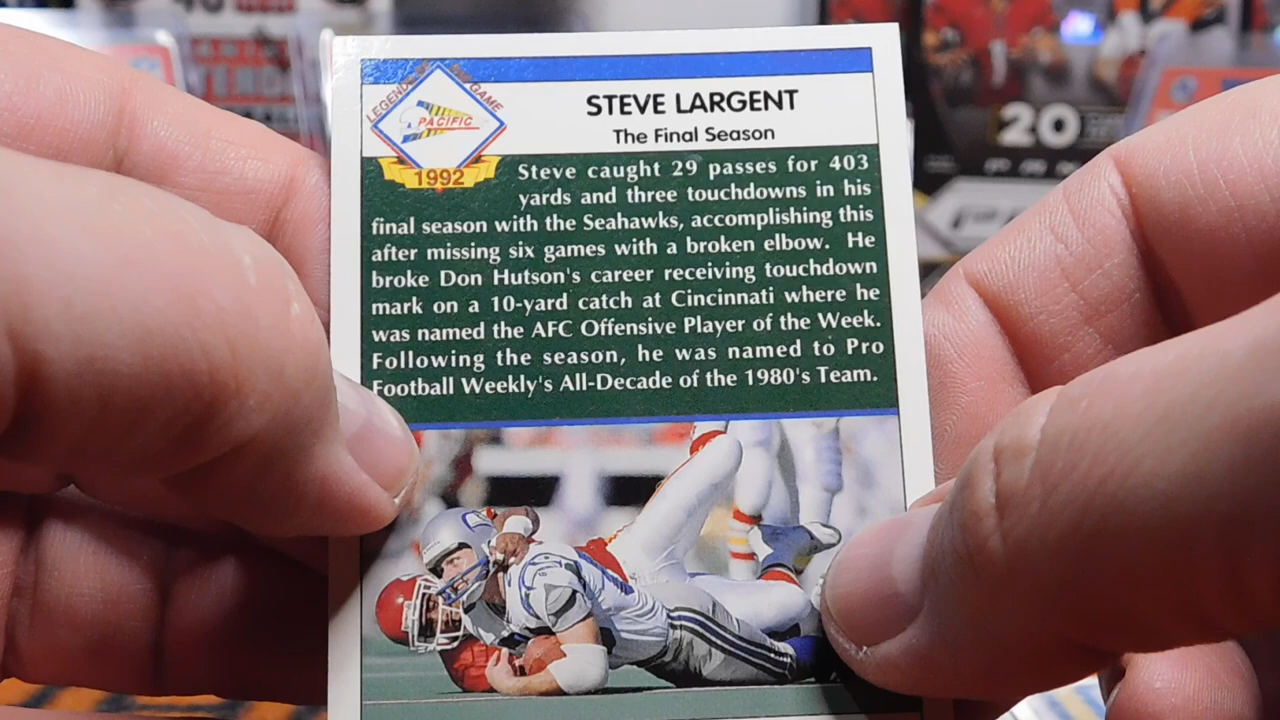 LEGENDS OF THE GAME
PACIFIC
1992
STEVE LARGENT
The Final Season
Steve caught 29 passes for 403
yards and three touchdowns in his
final season with the Seahawks, accomplishing this
after missing six games with a broken elbow. He
broke Don Hutson's career receiving touchdown
mark on a 10-yard catch at Cincinnati where he
was named the AFC Offensive Player of the Week.
Following the season, he was named to Pro
Football Weekly's All-Decade of the 1980's Team.
20